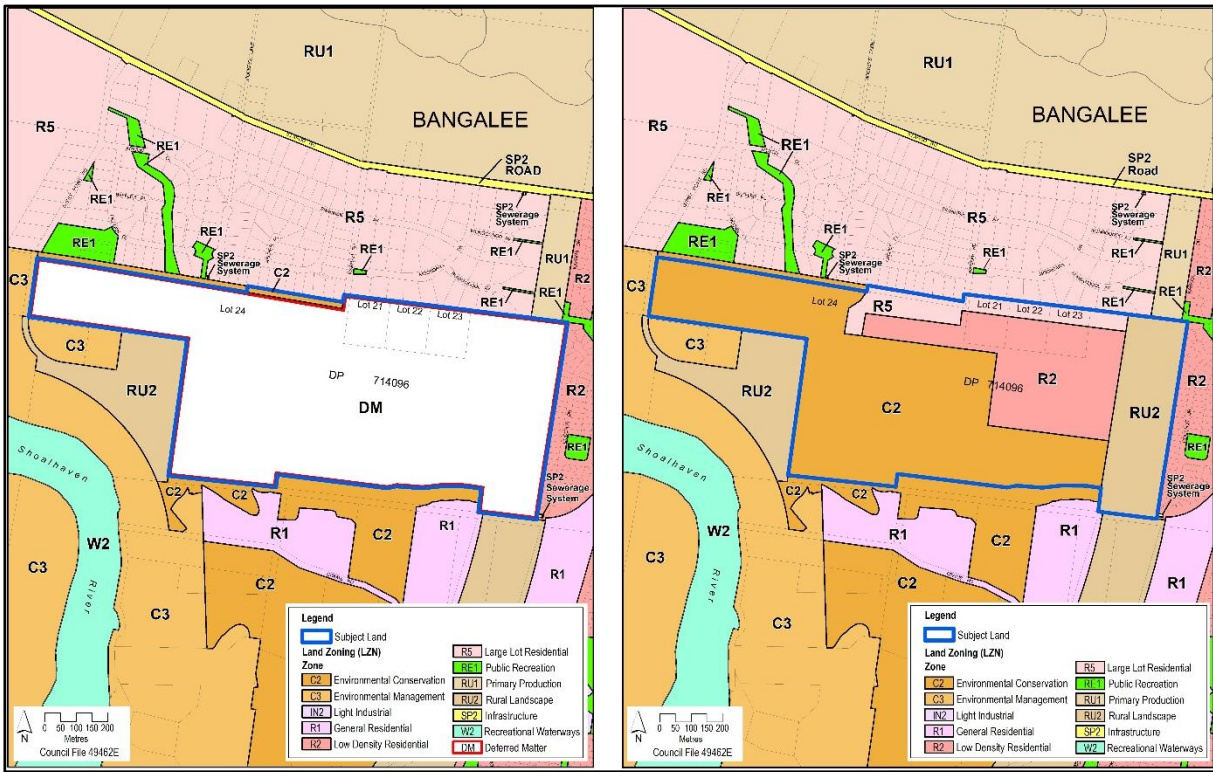 RU1
BANGALEE
R5
RE1
SP2
ROAD
RE1
SP2
Sewerage
System
R5
RE1
RE1
RE1
SP2
Sewerage
System
RE1
RE1
RU1
R2
C2
RE1
RE1
C3
Lot 24
Lot 21
Lot 22
Lot 23
C3
RU2
DP 714096
DM
R2
RE1
Shoalhaven
River
SP2
Sewerage
System
C2
C2
W2
R1
C2
R1
C3
C2
C3
R1
Legend
Subject Land
Land Zoning (LZN)
Zone
C2 Environmental Conservation
C3 Environmental Management
IN2 Light Industrial
R1 General Residential
R2 Low Density Residential
R5 Large Lot Residential
RE1 Public Recreation
RU1 Primary Production
RU2 Rural Landscape
SP2 Infrastructure
W2 Recreational Waterways
DM Deferred Matter
N
0 50 100 150 200
Metres
Council File 49462E
RU1
BANGALEE
R5
RE1
SP2
Road
RE1
SP2
Sewerage
System
R5
RE1
RE1
RE1
SP2
Sewerage
System
RE1
RE1
RU1
R2
RE1
RE1
C3
Lot 24
R5
Lot 21
Lot 22
Lot 23
C3
RU2
DP 714096
R2
C2
RU2
R2
RE1
Shoalhaven
River
SP2
Sewerage
System
C2
C2
W2
R1
C2
R1
C3
C2
C3
R1
Legend
Subject Land
Land Zoning (LZN)
Zone
C2 Environmental Conservation
C3 Environmental Management
IN2 Light Industrial
R1 General Residential
R2 Low Density Residential
R5 Large Lot Residential
RE1 Public Recreation
RU1 Primary Production
RU2 Rural Landscape
SP2 Infrastructure
W2 Recreational Waterways
N
0 50 100 150 200
Metres
Council File 49462E